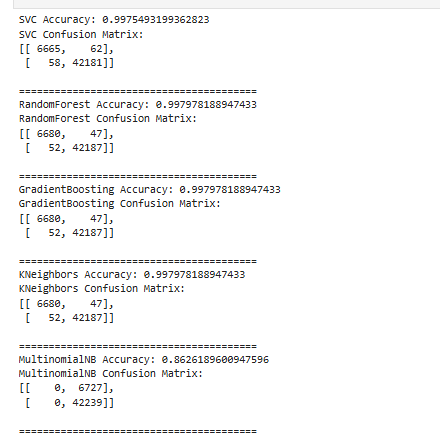 SVC Accuracy: 0.9975493199362823
SVC Confusion Matrix:
[[ 6665,    62],
 [   58, 42181]]
========================================
RandomForest Accuracy: 0.997978188947433
RandomForest Confusion Matrix:
[[ 6680,    47],
 [   52, 42187]]
========================================
GradientBoosting Accuracy: 0.997978188947433
GradientBoosting Confusion Matrix:
[[ 6680,    47],
 [   52, 42187]]
========================================
KNeighbors Accuracy: 0.997978188947433
KNeighbors Confusion Matrix:
[[ 6680,    47],
 [   52, 42187]]
========================================
MultinomialNB Accuracy: 0.8626189600947596
MultinomialNB Confusion Matrix:
[[    0,  6727],
 [    0, 42239]]
========================================